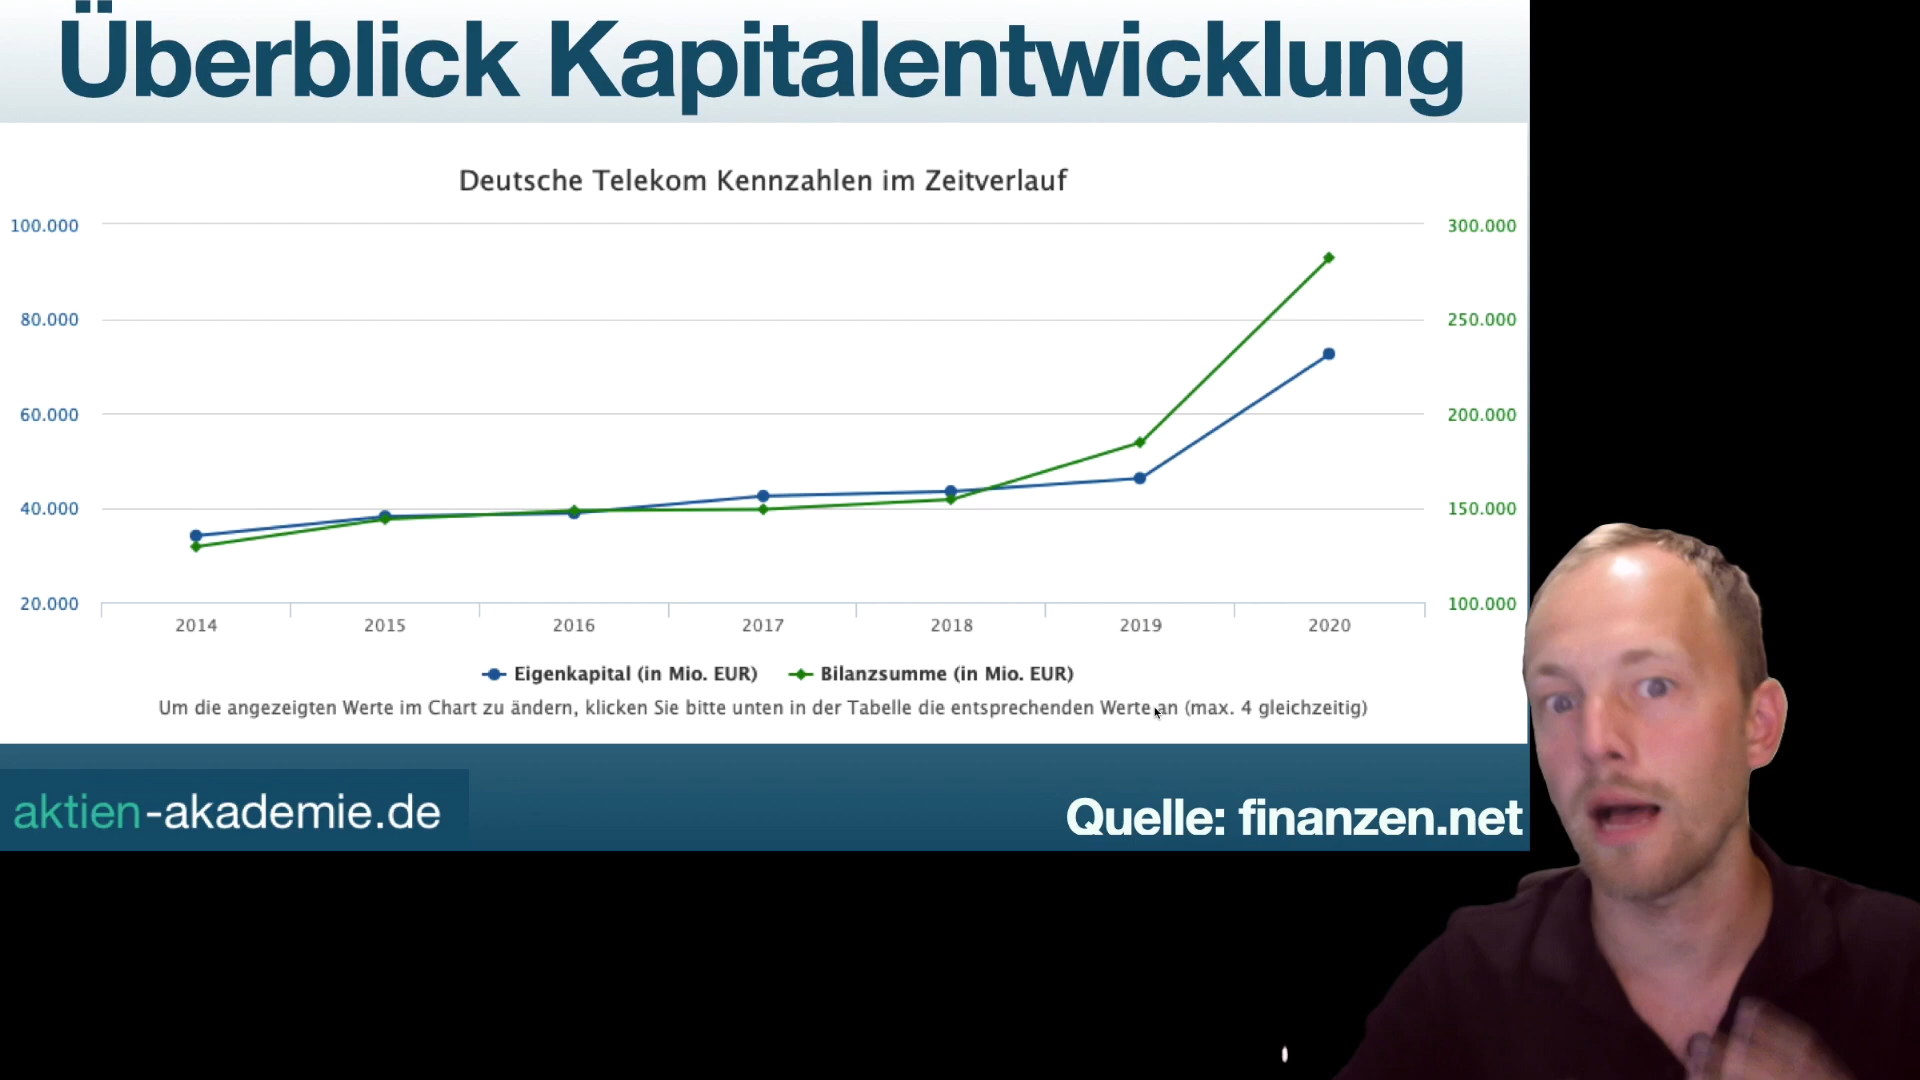 Überblick Kapitalentwicklung
Deutsche Telekom Kennzahlen im Zeitverlauf
100.000 300.000
80.000 250.000
60.000 200.000
40.000 150.000
20.000 100.000
2014 2015 2016 2017 2018 2019 2020
Eigenkapital (in Mio. EUR) Bilanzsumme (in Mio. EUR)
Um die angezeigten Werte im Chart zu ändern, klicken Sie bitte unten in der Tabelle die entsprechenden Werte an (max. 4 gleichzeitig)
aktien-akademie.de
Quelle: finanzen.net